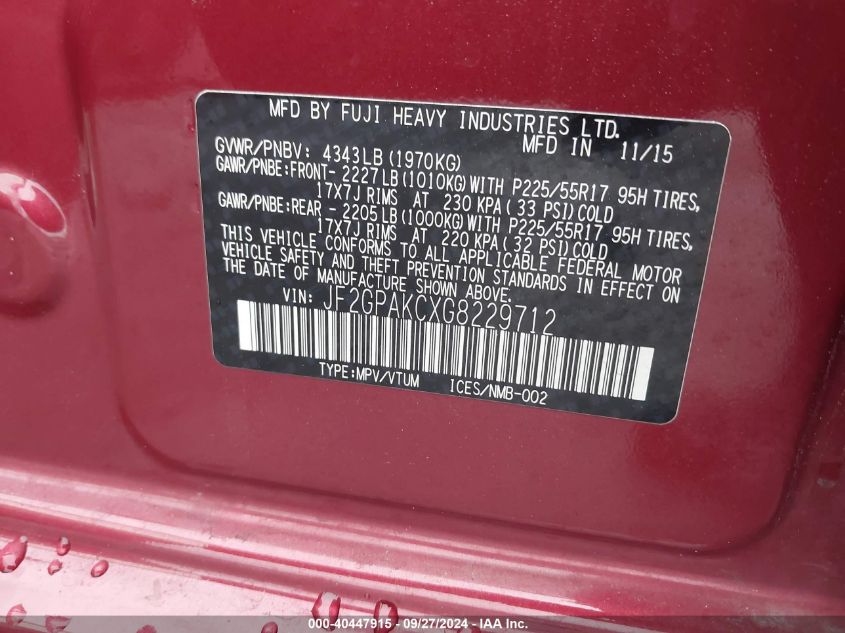 MFD BY FUJI HEAVY INDUSTRIES LTD.
MFD IN 11/15
GVWR/PNBV: 4343LB(1970KG)
GAWR/PNBE:FRONT- 2227LB(1010KG)WITH P225/55R17 95H TIRES,
17X7J RIMS AT 230 KPA( 33 PSI)COLD
GAWR/PNBE:REAR - 2205LB(1000KG)WITH P225/55R17 95H TIRES,
17X7J RIMS AT 220 KPA( 32 PSI)COLD
THIS VEHICLE CONFORMS TO ALL APPLICABLE FEDERAL MOTOR
VEHICLE SAFETY AND THEFT PREVENTION STANDARDS IN EFFECT ON
THE DATE OF MANUFACTURE SHOWN ABOVE.
VIN: JF2GPAKCXG8229712
TYPE:MPV/VTUM ICES/NMB-002
000-40447915 - 09/27/2024 - IAA Inc.